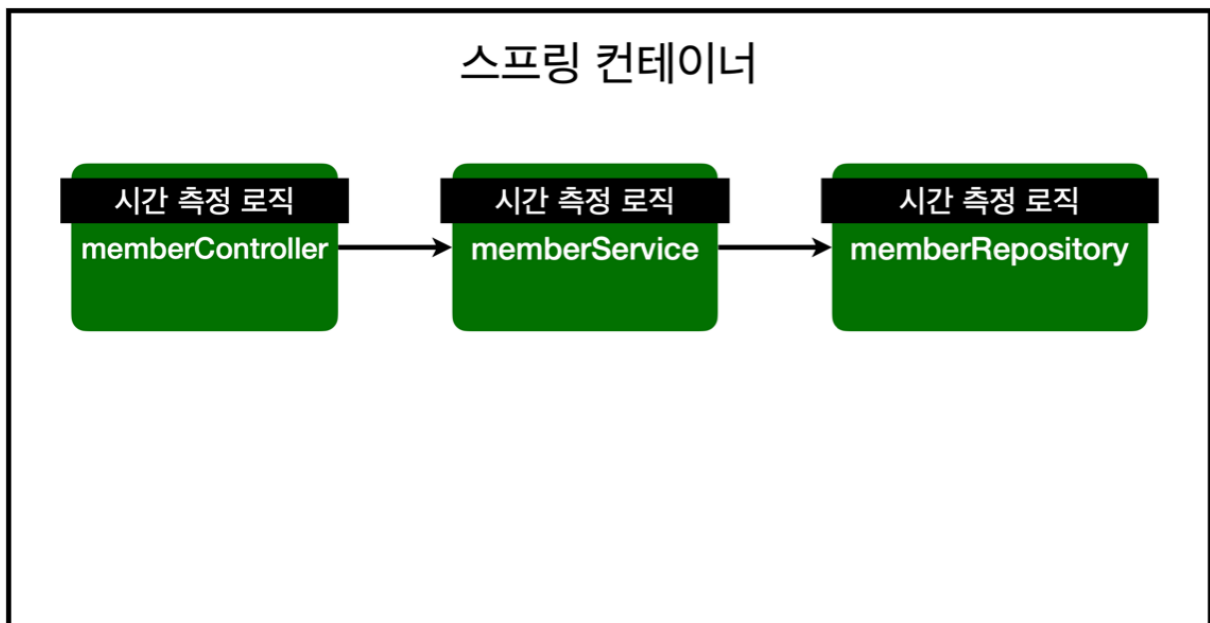 스프링 컨테이너
시간 측정 로직
memberController
시간 측정 로직
memberService
시간 측정 로직
memberRepository